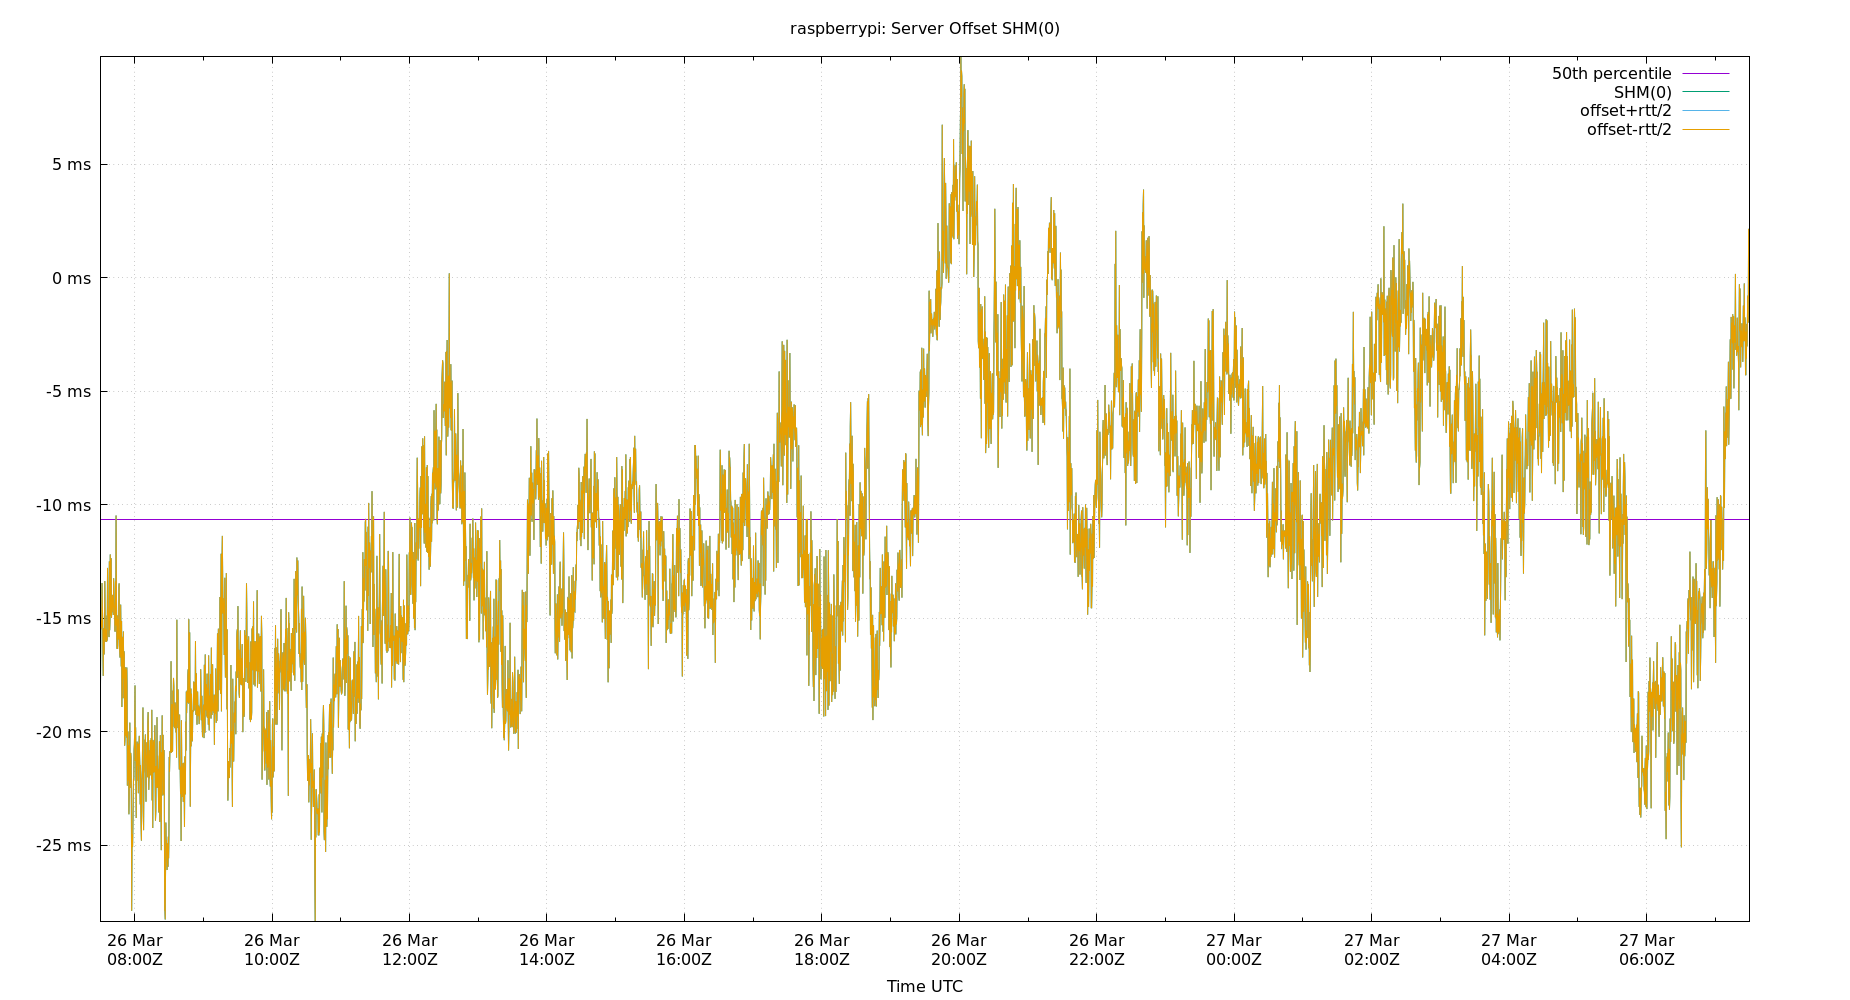 raspberrypi: Server Offset SHM(0)
50th percentile
SHM(0)
offset+rtt/2
offset-rtt/2
5 ms
0 ms
-5 ms
-10 ms
-15 ms
-20 ms
-25 ms
26 Mar 26 Mar 26 Mar 26 Mar 26 Mar 26 Mar 26 Mar 26 Mar 27 Mar 27 Mar 27 Mar 27 Mar
08:00Z 10:00Z 12:00Z 14:00Z 16:00Z 18:00Z 20:00Z 22:00Z 00:00Z 02:00Z 04:00Z 06:00Z
Time UTC